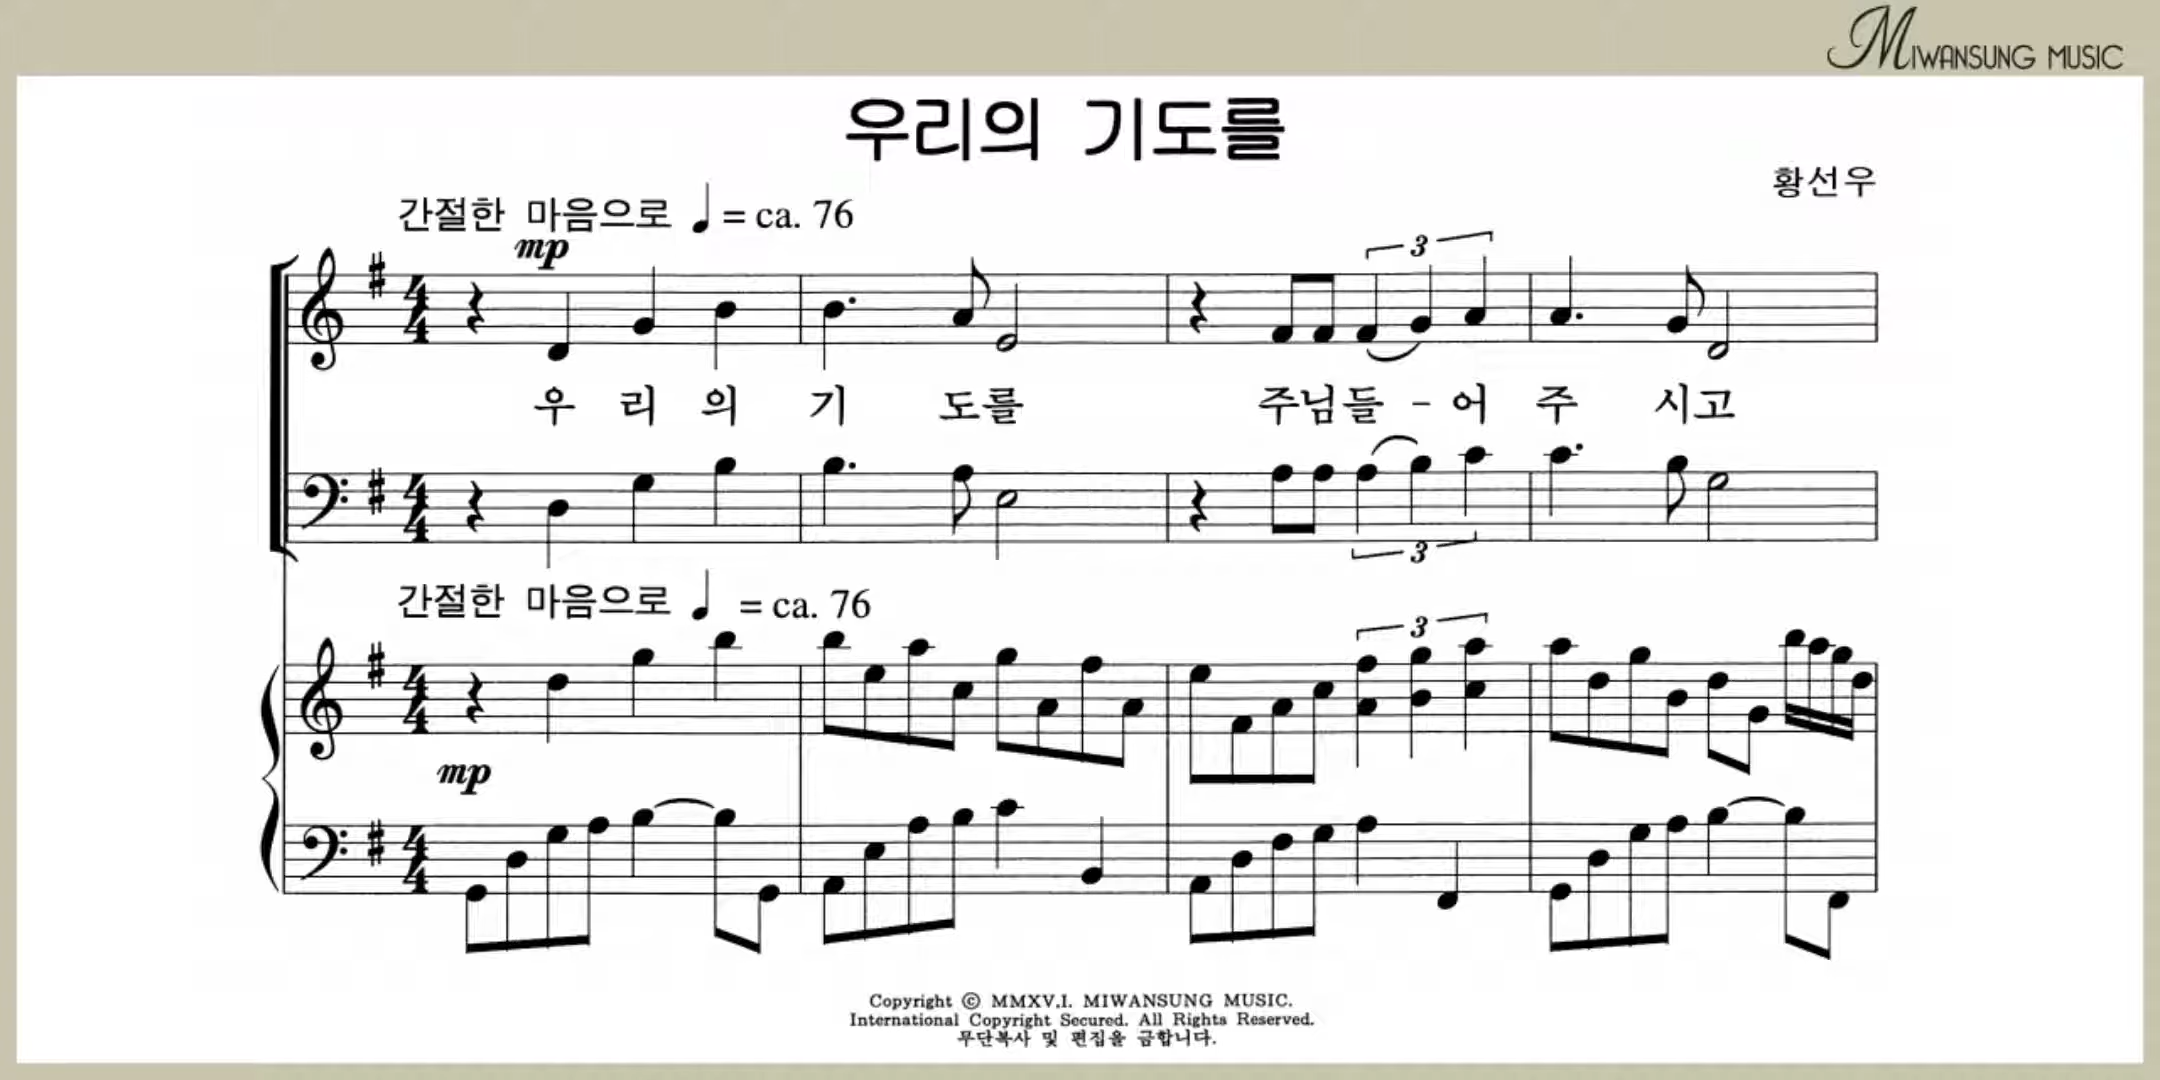 MIWANSUNG MUSIC
우리의 기도를
황선우
간절한 마음으로 ♩ = ca. 76
mp
3
우 리 의 기 도를 주님들 - 어 주 시고
3
간절한 마음으로 ♩ = ca. 76
3
mp
Copyright © MMXV.I. MIWANSUNG MUSIC.
International Copyright Secured. All Rights Reserved.
무단복사 및 편집을 금합니다.